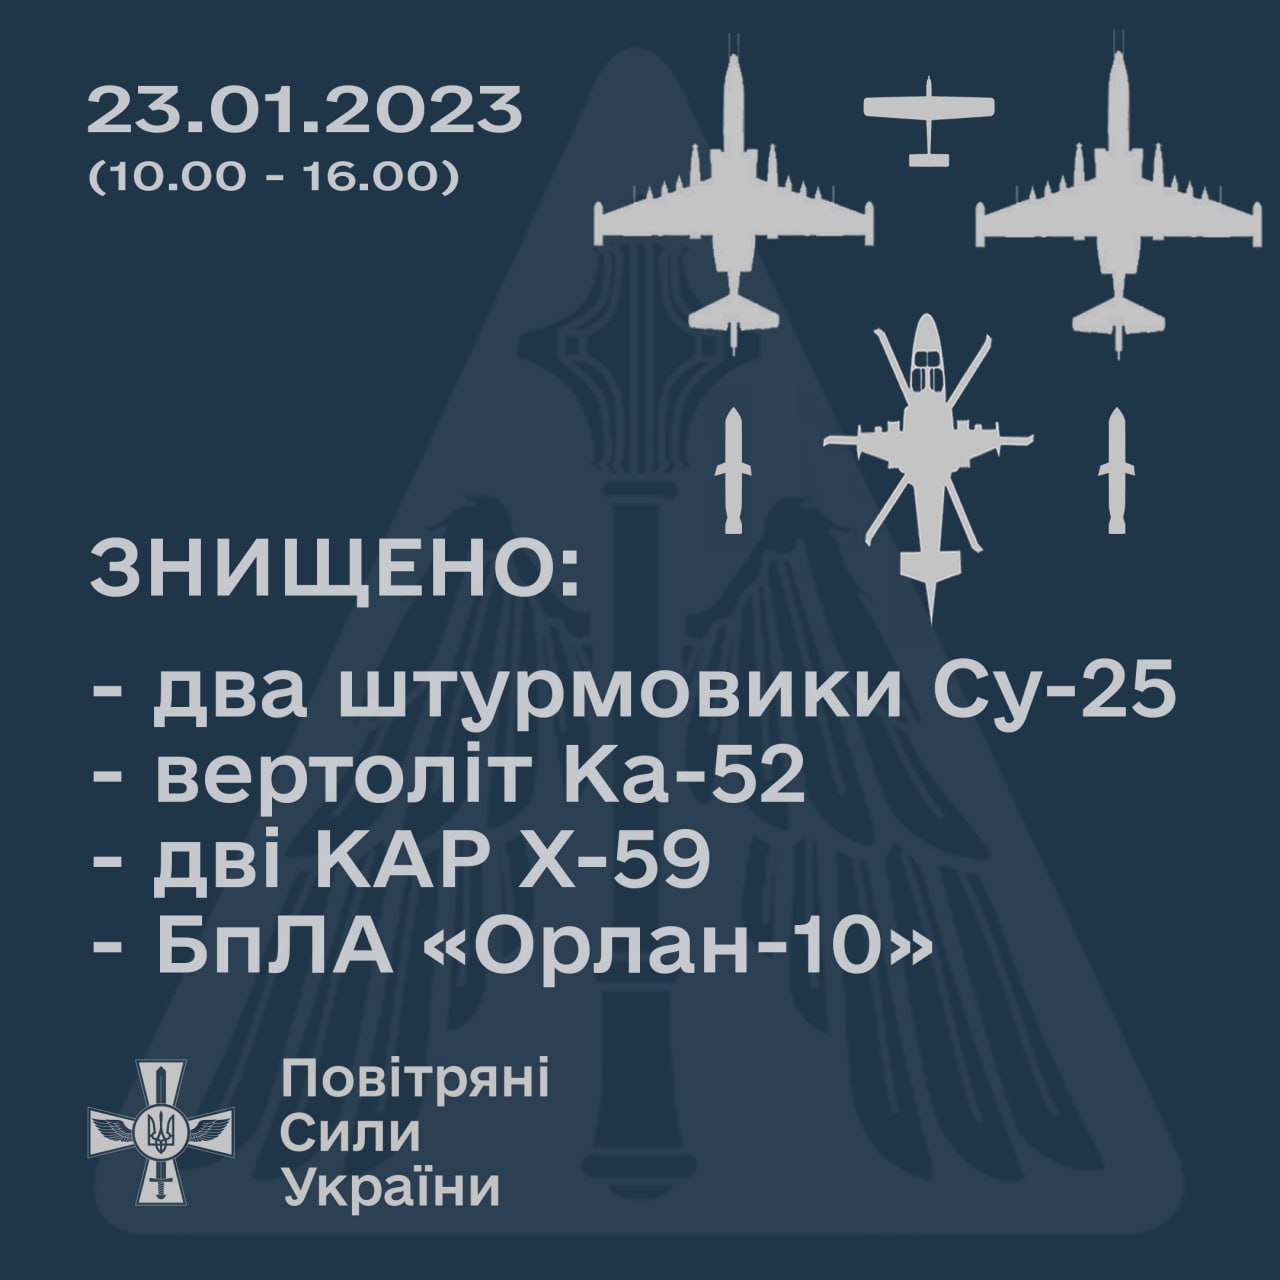 23.01.2023
(10.00 - 16.00)
ЗНИЩЕНО:
- два штурмовики Су-25
- вертоліт Ка-52
- дві КАР Х-59
- БпЛА «Орлан-10»
Повітряні
Сили
України